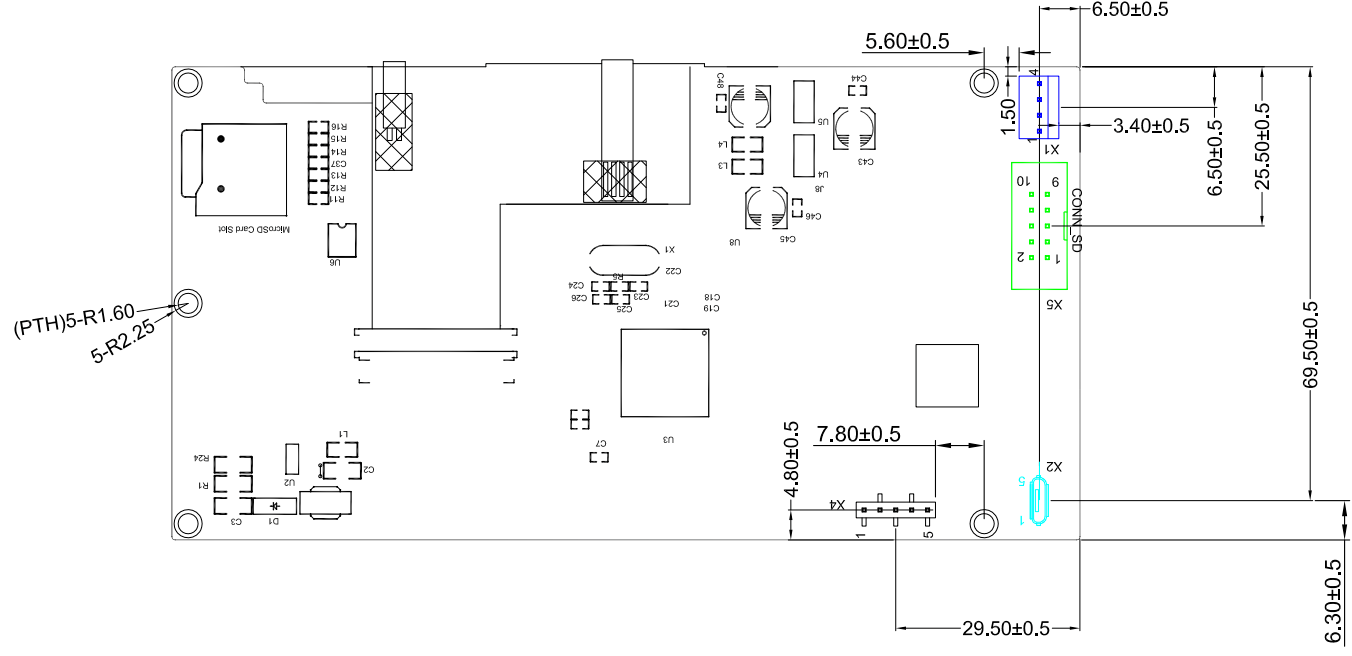 6.50±0.5
5.60±0.5
1.50
3.40±0.5
6.50±0.5
25.50±0.5
69.50±0.5
C48
C44
4
1
X1
U5
C43
L4
L3
U4
J8
R16
R15
R14
C37
R13
R12
R11
MicroSD Card Slot
U6
C46
C45
U8
10
9
CONN_SD
2
1
X5
X1
C22
C24
R5
C23
C26
C25
C21
C18
C19
(PTH)5-R1.60
5-R2.25
U3
C7
L1
R24
U2
C2
R1
C3
D1
4.80±0.5
7.80±0.5
X4
1
5
X2
5
1
29.50±0.5
6.30±0.5